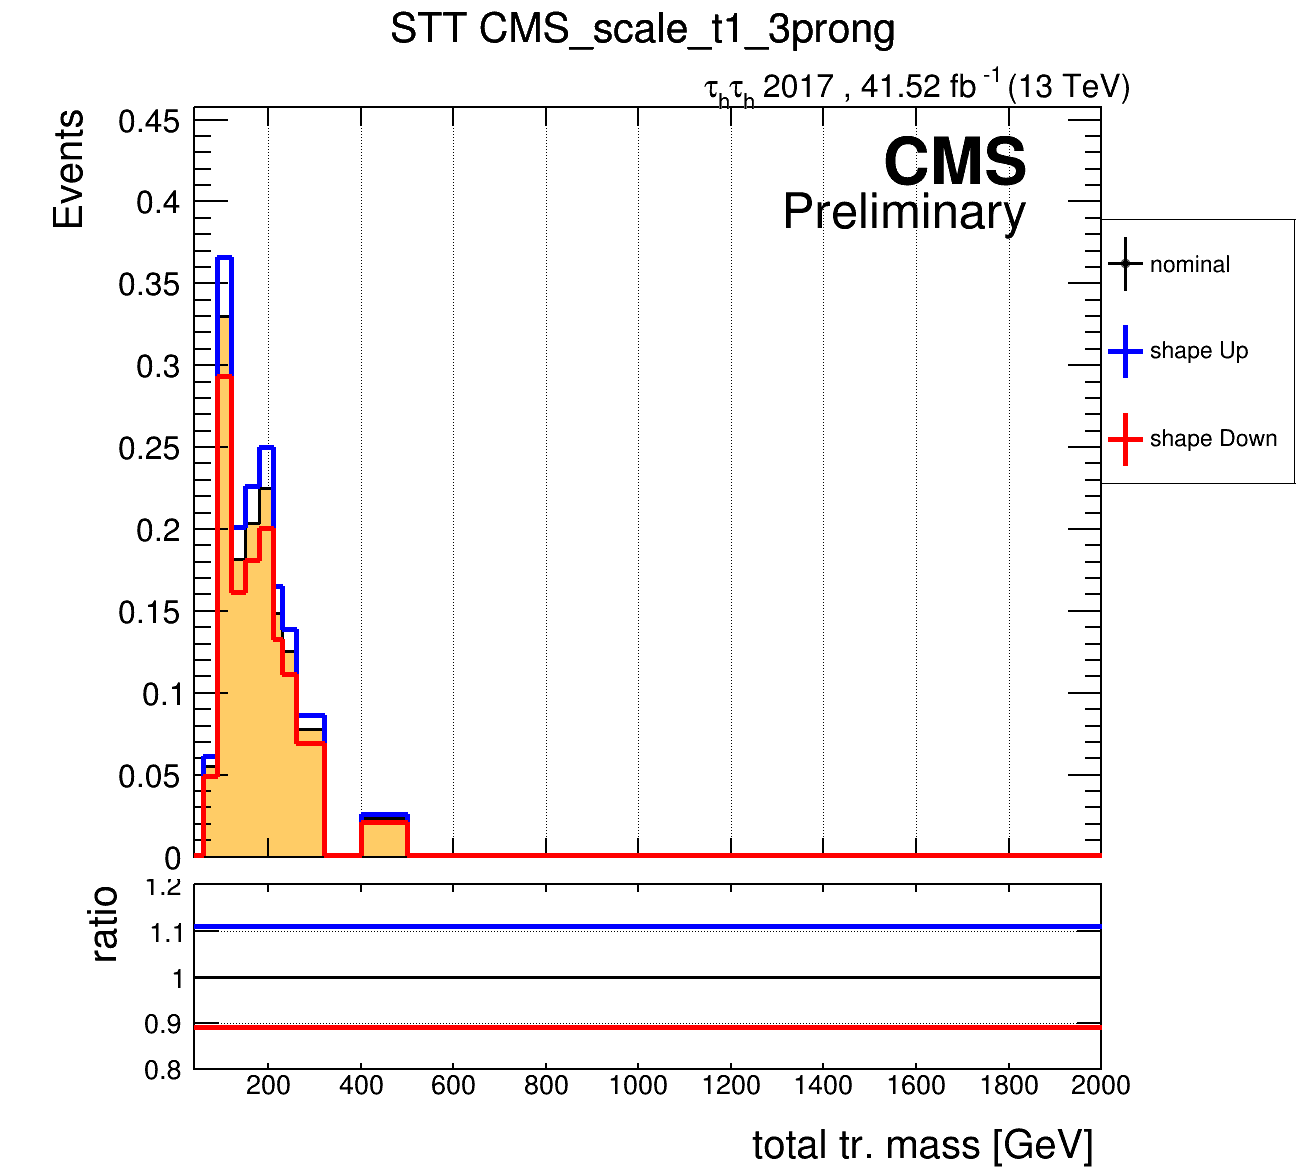 STT CMS_scale_t1_3prong
τhτh 2017 , 41.52 fb -1 (13 TeV)
Events
0.45
0.4
0.35
0.3
0.25
0.2
0.15
0.1
0.05
0
CMS
Preliminary
nominal
shape Up
shape Down
ratio
1.2
1.1
1
0.9
0.8
200 400 600 800 1000 1200 1400 1600 1800 2000
total tr. mass [GeV]